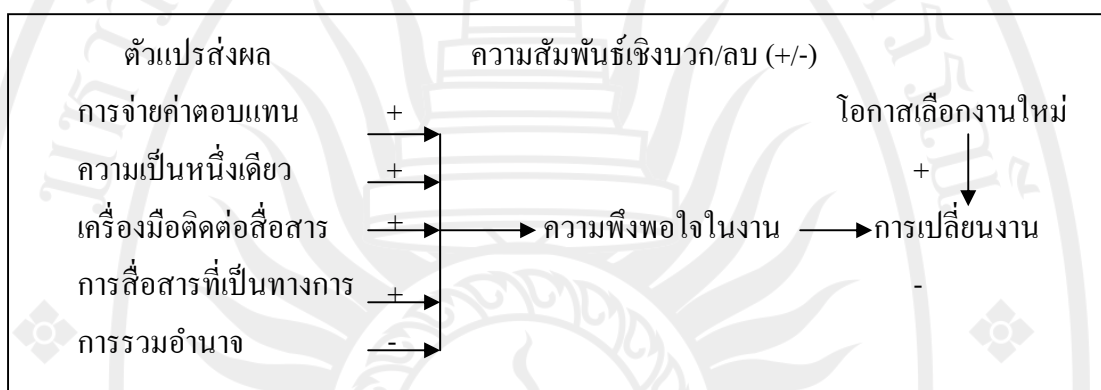 ตัวแปรส่งผล ความสัมพันธ์เชิงบวก/ลบ (+/-)
การจ่ายค่าตอบแทน + โอกาสเลือกงานใหม่
ความเป็นหนึ่งเดียว + +
เครื่องมือติดต่อสื่อสาร + ความพึงพอใจในงาน การเปลี่ยนงาน
การสื่อสารที่เป็นทางการ + -
การรวมอำนาจ -